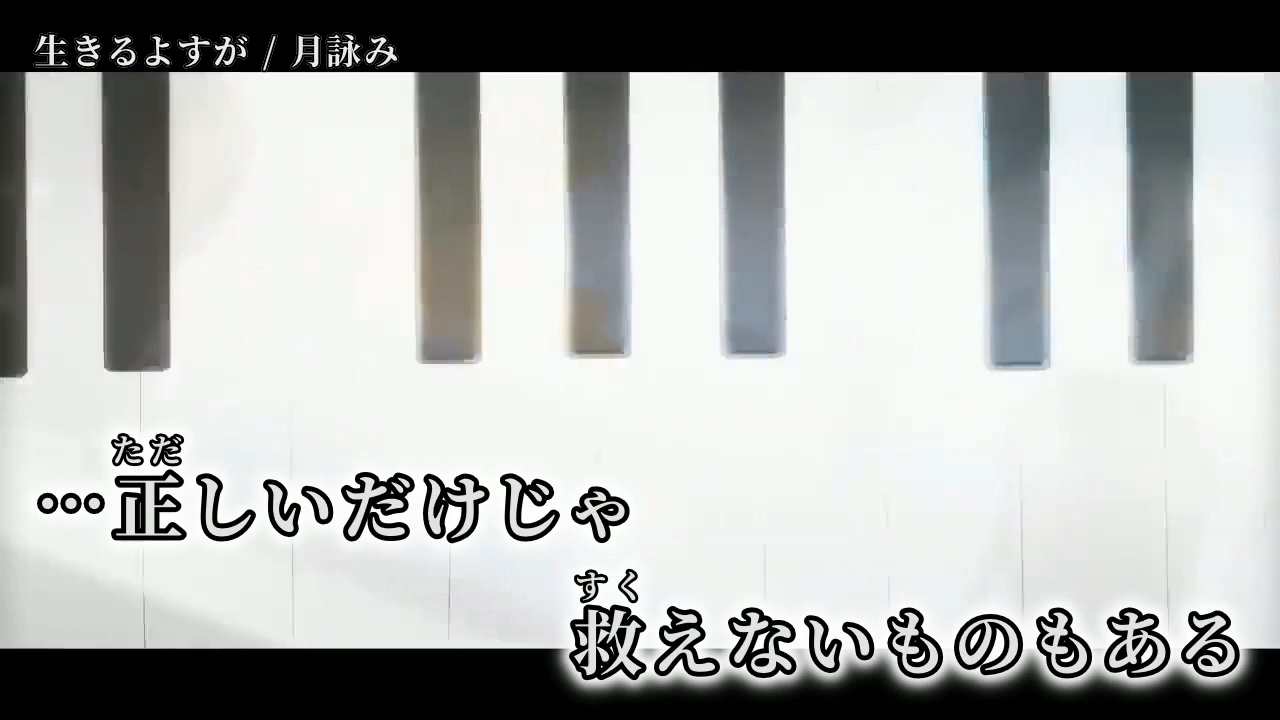 生きるよすが / 月詠み
ただ
…正しいだけじゃ
すく
救えないものもある